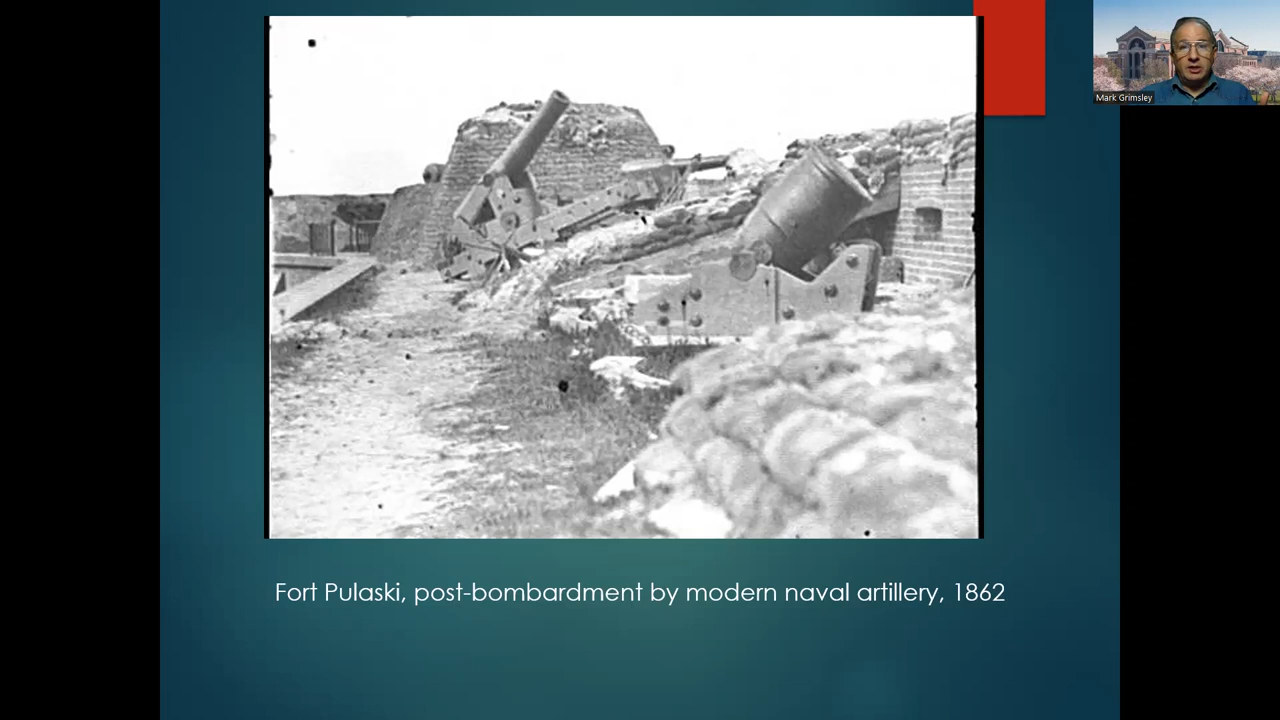 Mark Grimsley
Fort Pulaski, post-bombardment by modern naval artillery, 1862